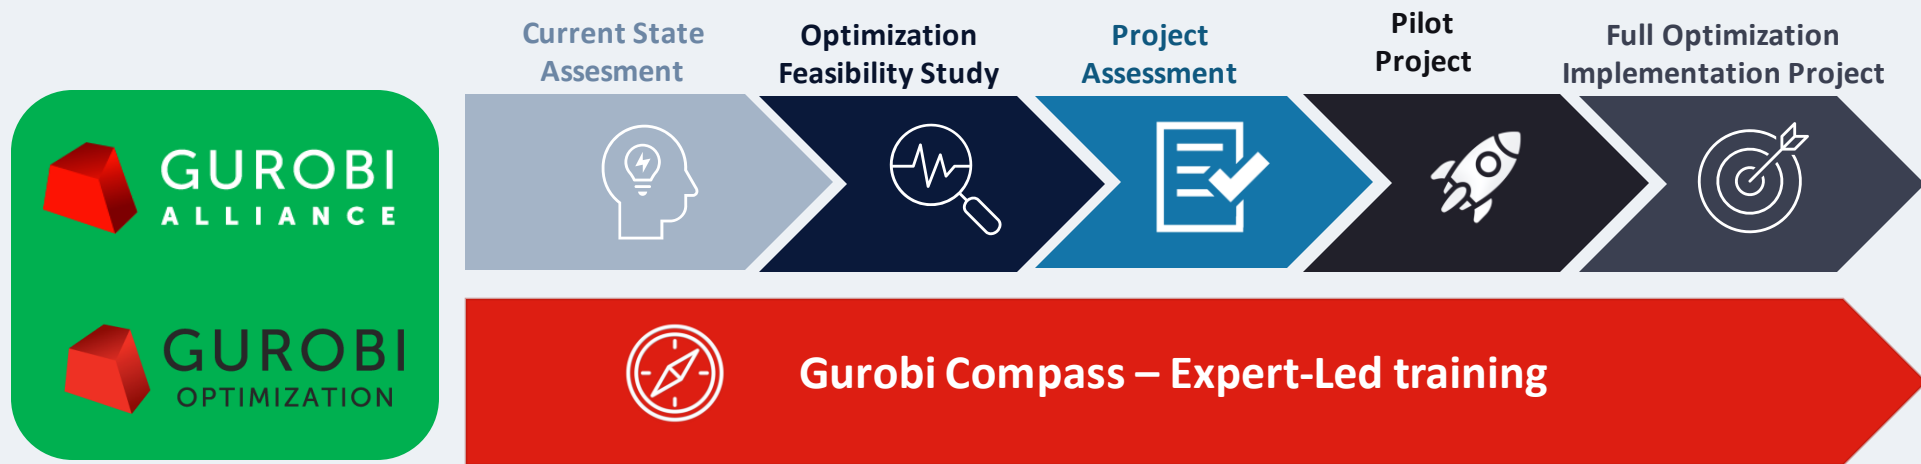 Current State
Assesment
Optimization
Feasibility Study
Project
Assessment
Pilot
Project
Full Optimization
Implementation Project
GUROBI
ALLIANCE
GUROBI
OPTIMIZATION
Gurobi Compass – Expert-Led training